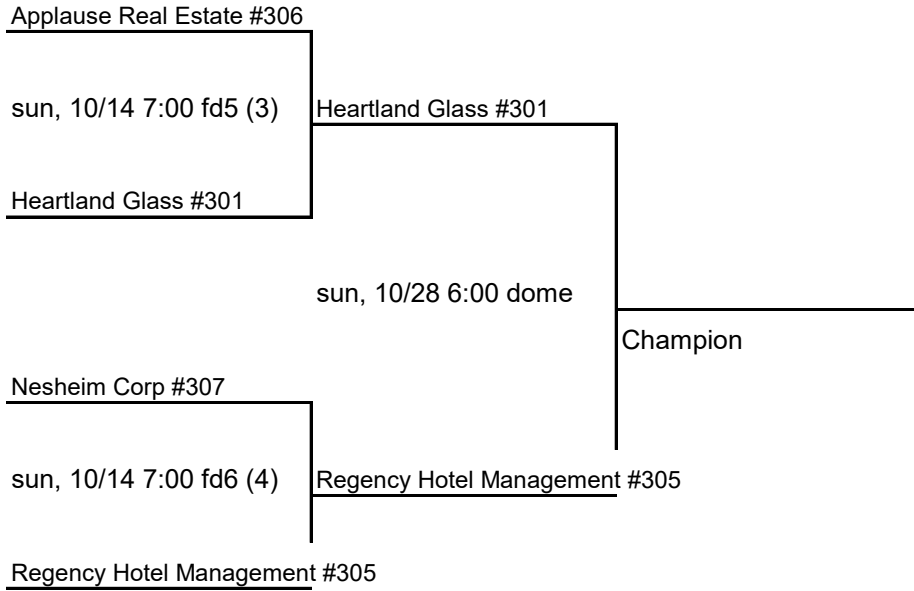 Applause Real Estate #306
sun, 10/14 7:00 fd5 (3)
Heartland Glass #301
Heartland Glass #301
sun, 10/28 6:00 dome
Champion
Nesheim Corp #307
sun, 10/14 7:00 fd6 (4)
Regency Hotel Management #305
Regency Hotel Management #305